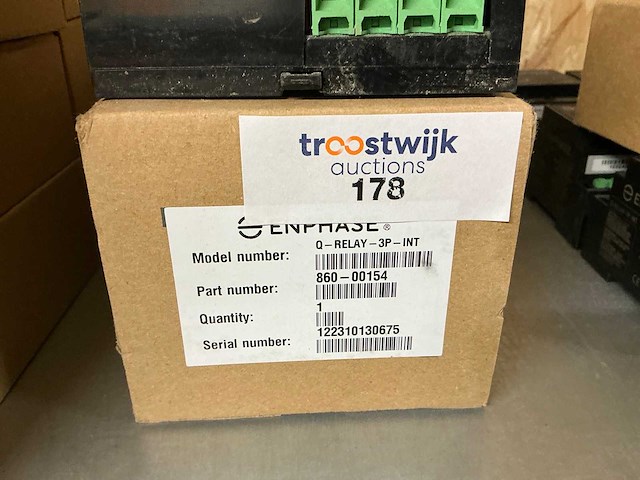 troostwijk
auctions
178
ENPHASE ®
Model number: Q-RELAY-3P-INT
Part number: 860-00154
Quantity: 1
Serial number: 122310130675